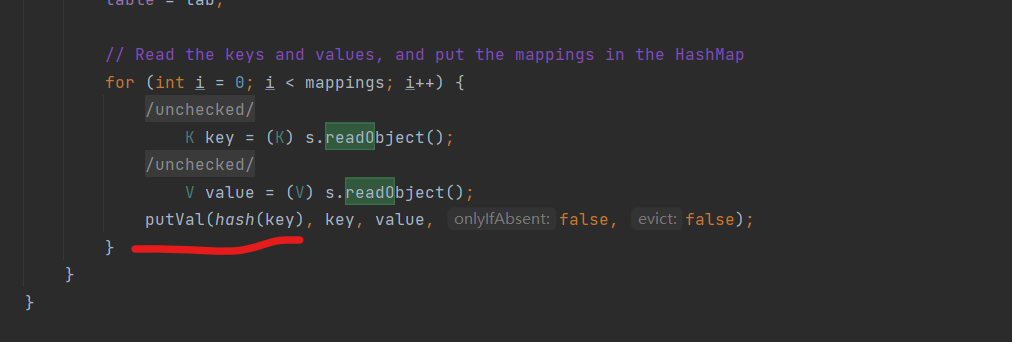 table = tab;
// Read the keys and values, and put the mappings in the HashMap
for (int i = 0; i < mappings; i++) {
/unchecked/
K key = (K) s.readObject();
/unchecked/
V value = (V) s.readObject();
putVal(hash(key), key, value, onlyIfAbsent: false, evict: false);
}
}
}